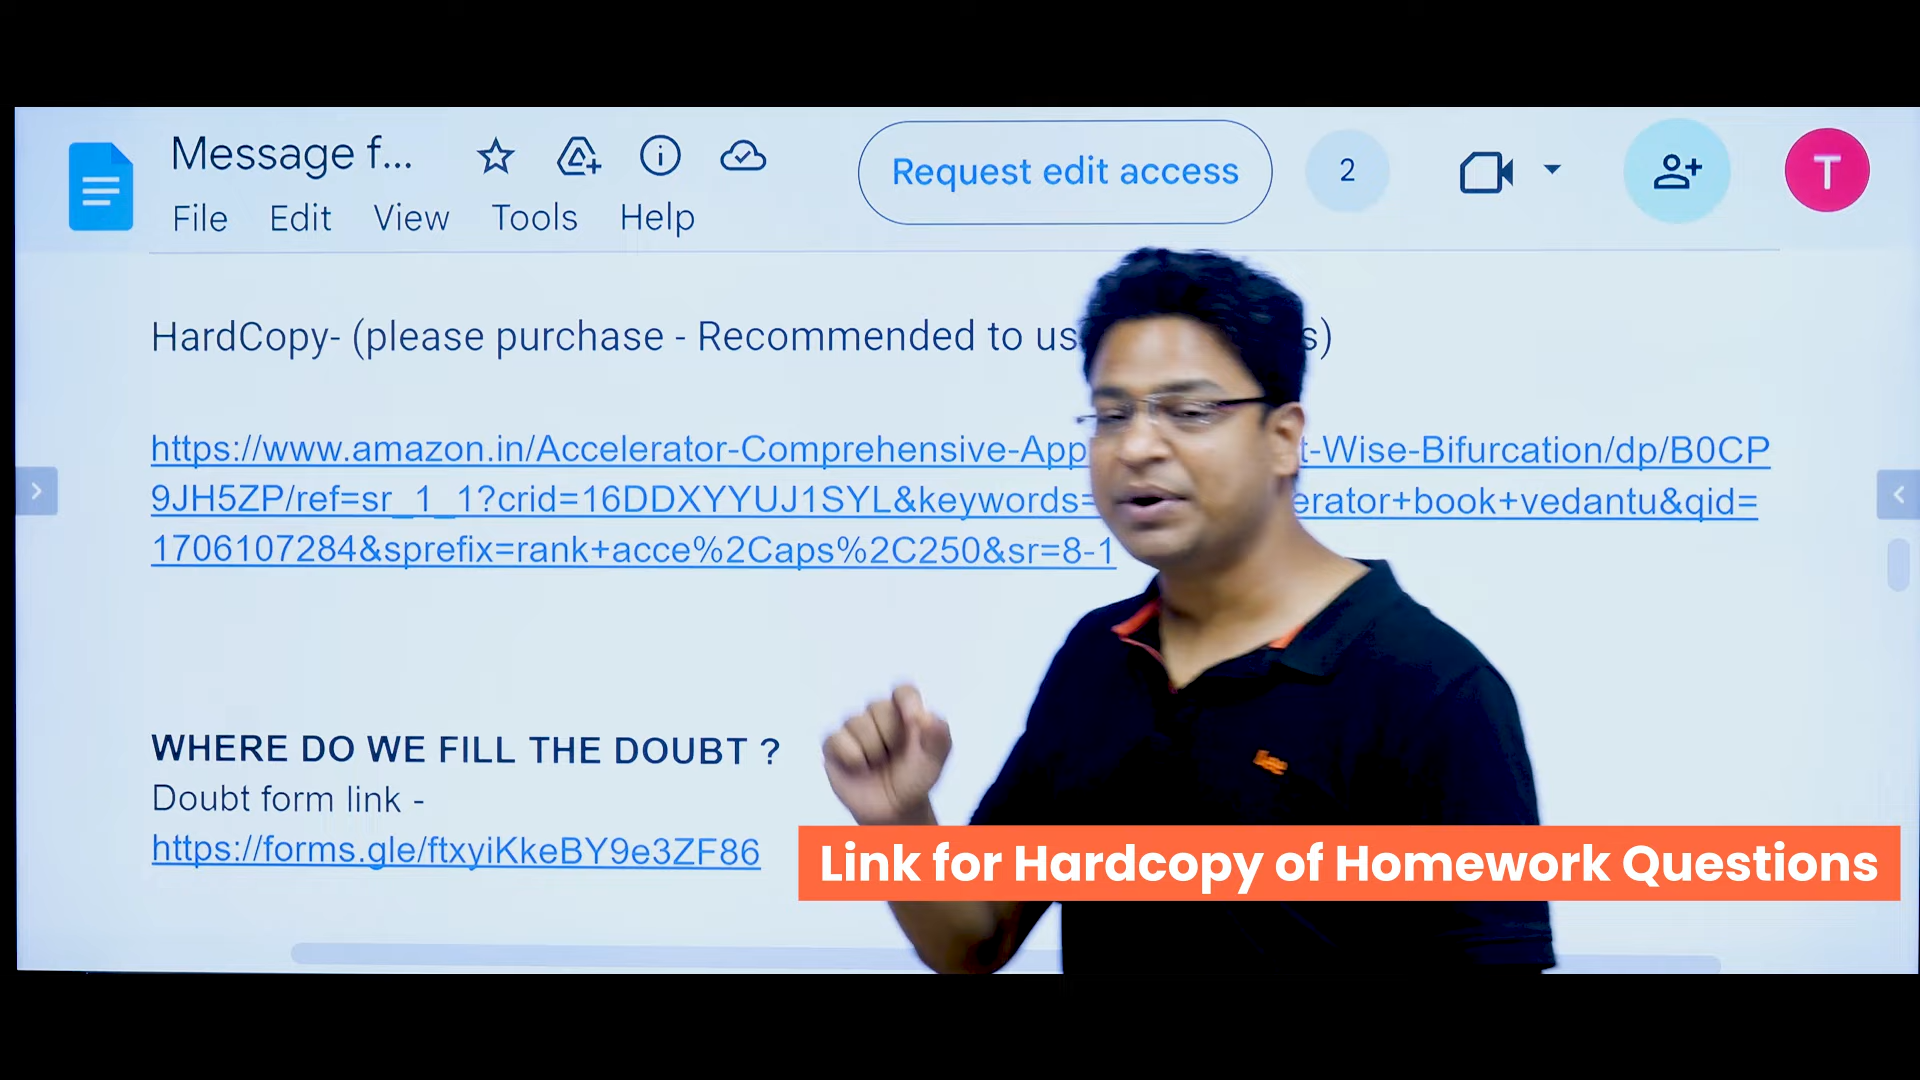 Message f...
Request edit access
2
T
File Edit View Tools Help
HardCopy- (please purchase - Recommended to us s)
https://www.amazon.in/Accelerator-Comprehensive-App t-Wise-Bifurcation/dp/B0CP
9JH5ZP/ref=sr_1_1?crid=16DDXYYUJ1SYL&keywords= erator+book+vedantu&qid=
1706107284&sprefix=rank+acce%2Caps%2C250&sr=8-1
WHERE DO WE FILL THE DOUBT ?
Doubt form link -
https://forms.gle/ftxyiKkeBY9e3ZF86
Link for Hardcopy of Homework Questions